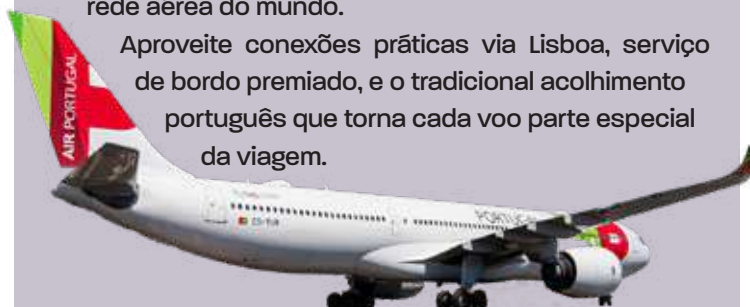 rede aérea do mundo.
Aproveite conexões práticas via Lisboa, serviço
de bordo premiado, e o tradicional acolhimento
português que torna cada voo parte especial
da viagem.
AIR PORTUGAL
PORTUGAL